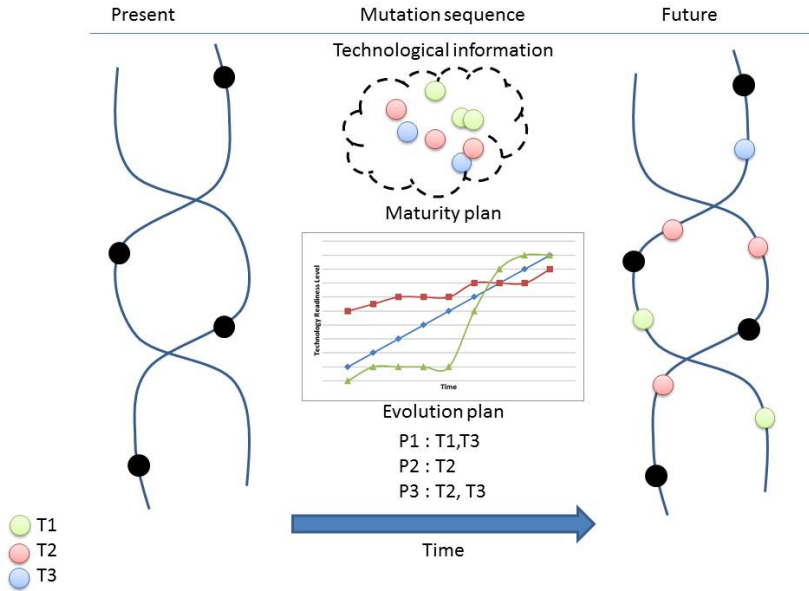 Present
Mutation sequence
Future
Technological information
Maturity plan
Technology Readiness Level
Time
Evolution plan
P1 : T1,T3
P2 : T2
P3 : T2, T3
Time
T1
T2
T3